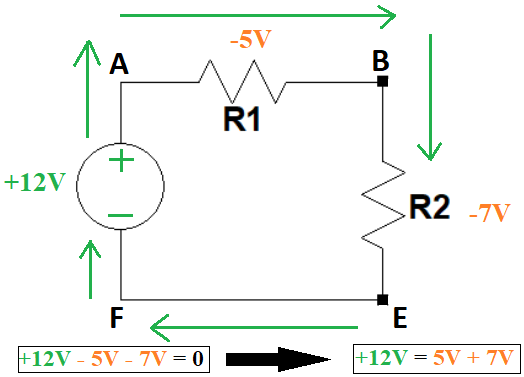 -5V
A
B
R1
+
+12V
−
R2
-7V
F
E
+12V - 5V - 7V = 0
+12V = 5V + 7V